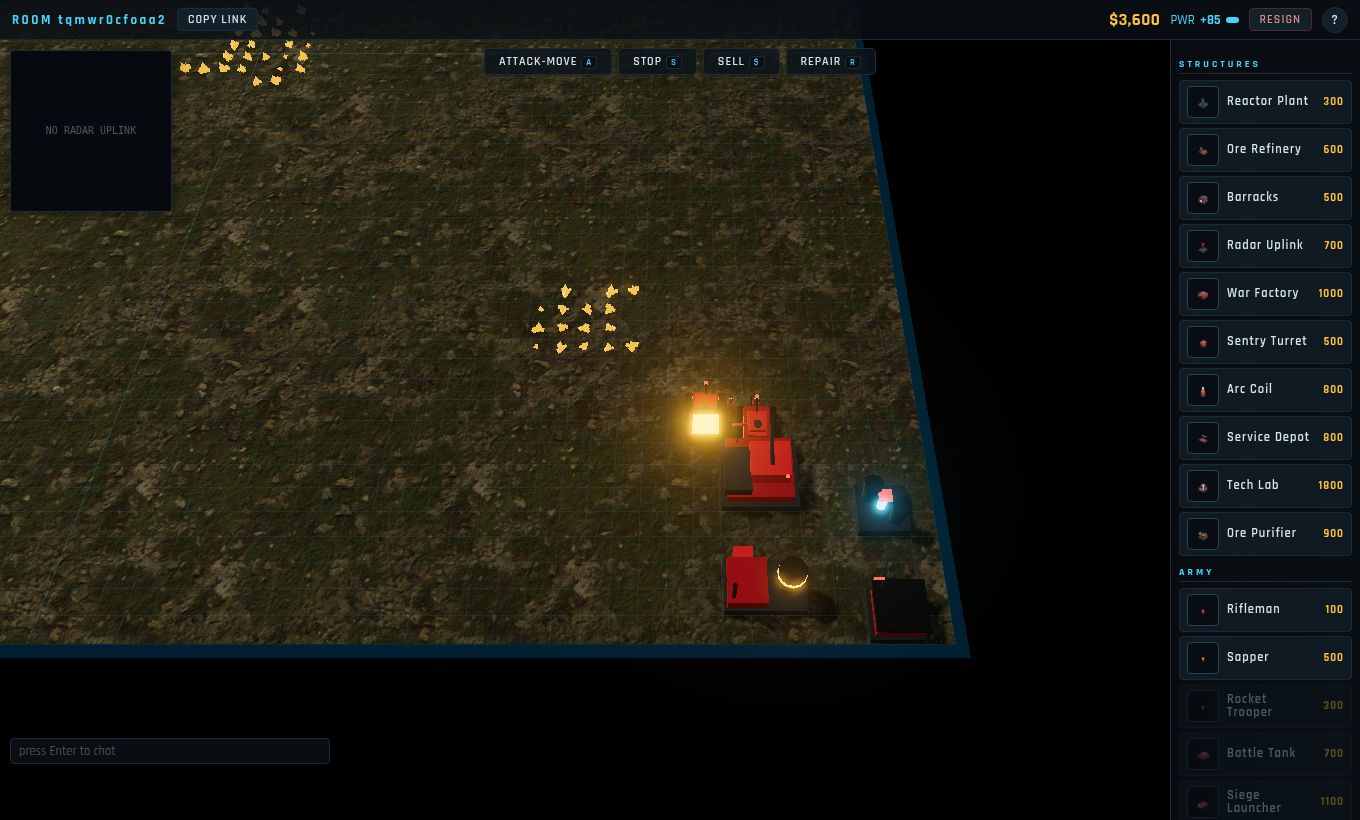 ROOM tqmwr0cfoaa2
COPY LINK
$3,600
PWR +85
RESIGN
?
NO RADAR UPLINK
ATTACK-MOVE A
STOP S
SELL $
REPAIR R
STRUCTURES
Reactor Plant 300
Ore Refinery 600
Barracks 500
Radar Uplink 700
War Factory 1000
Sentry Turret 500
Arc Coil 800
Service Depot 800
Tech Lab 1800
Ore Purifier 900
ARMY
Rifleman 100
Sapper 500
Rocket
Trooper 300
Battle Tank 700
Siege
Launcher 1100
press Enter to chat